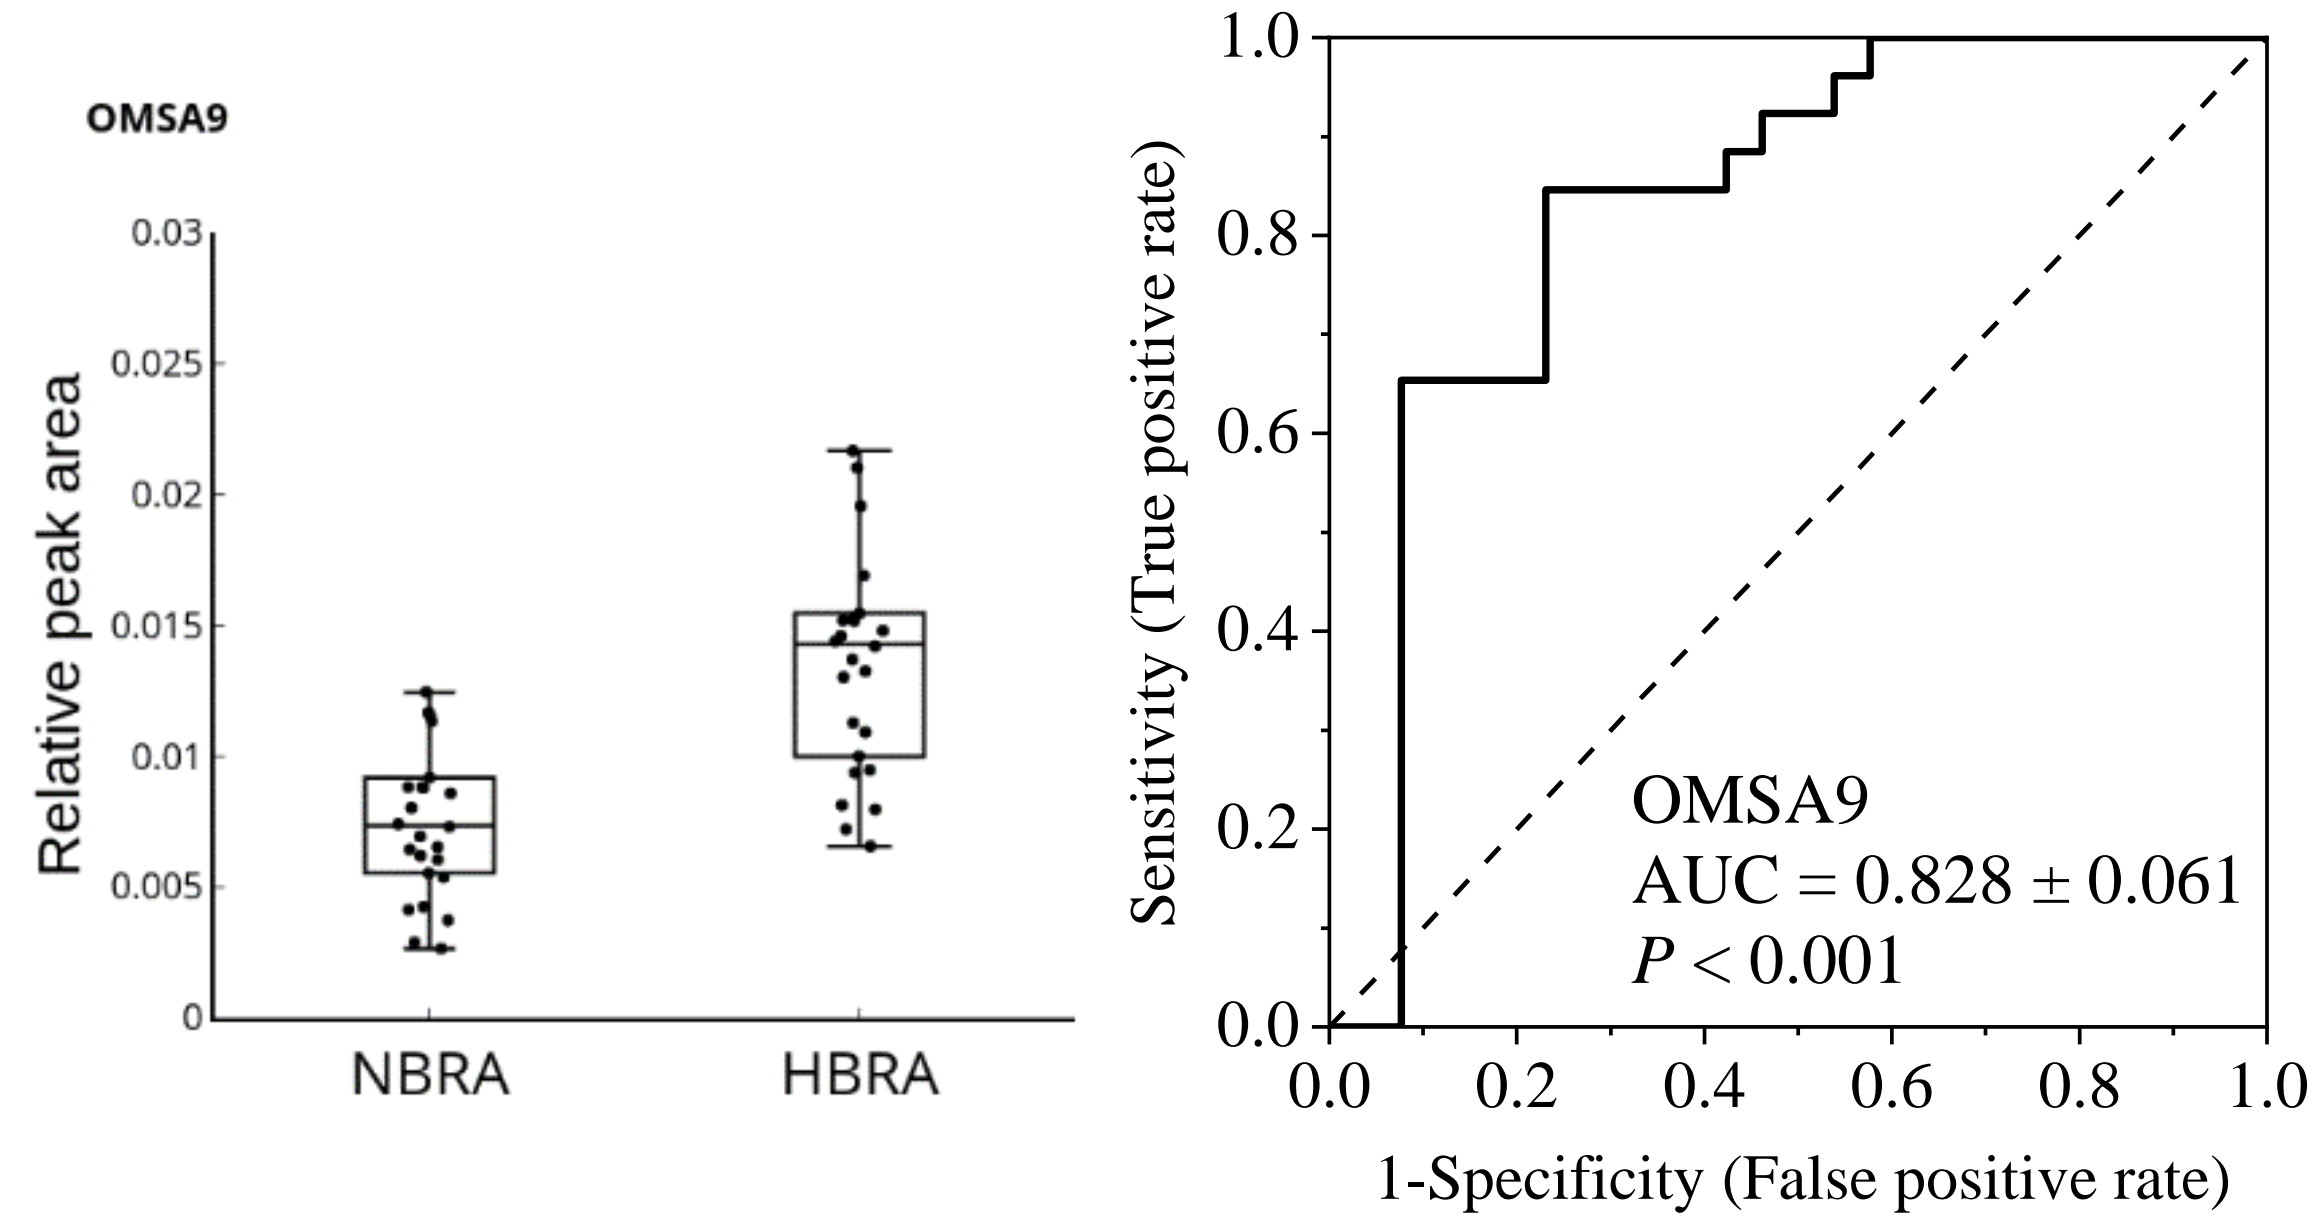 OMSA9
Relative peak area
0.03
0.025
0.02
0.015
0.01
0.005
0
NBRA
HBRA
Sensitivity (True positive rate)
1.0
0.8
0.6
0.4
0.2
0.0
OMSA9
AUC = 0.828 ± 0.061
P < 0.001
0.0 0.2 0.4 0.6 0.8 1.0
1-Specificity (False positive rate)